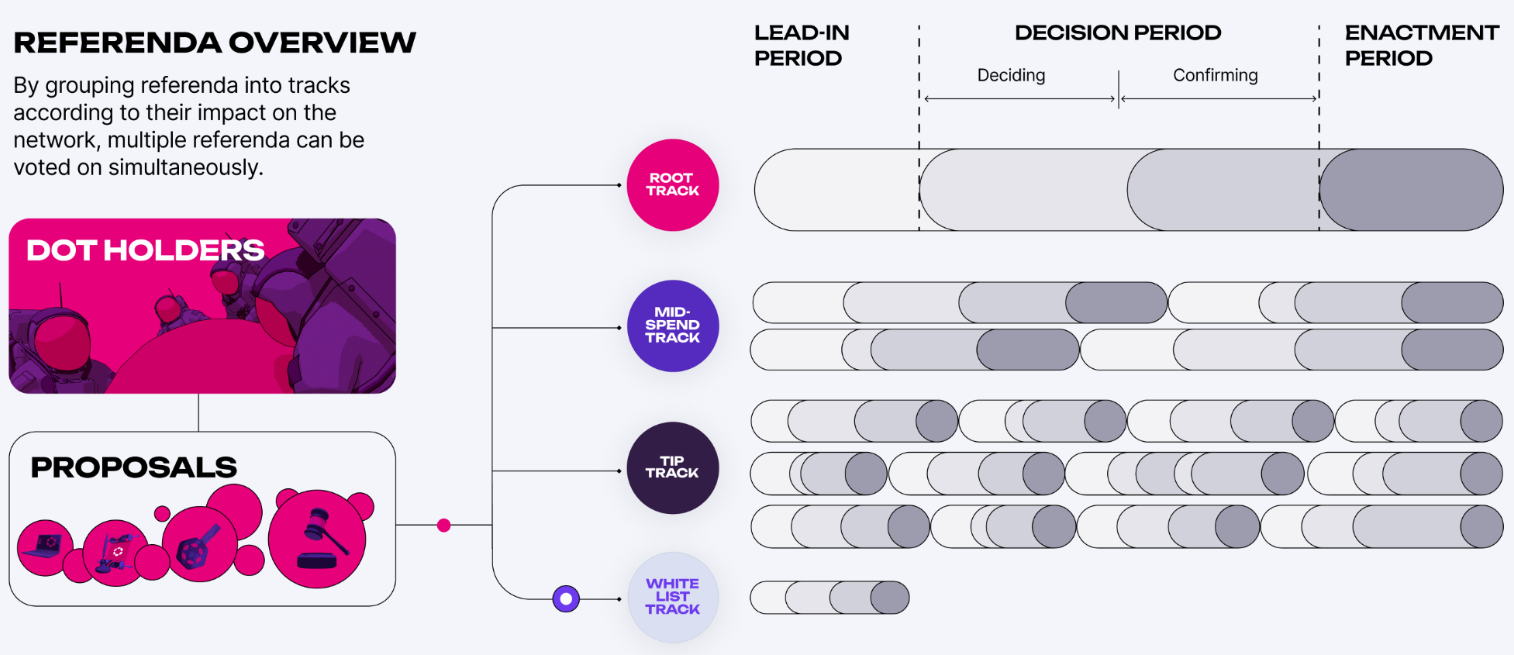 REFERENDA OVERVIEW
By grouping referenda into tracks
according to their impact on the
network, multiple referenda can be
voted on simultaneously.
DOT HOLDERS
PROPOSALS
LEAD-IN
PERIOD
DECISION PERIOD
Deciding
Confirming
ENACTMENT
PERIOD
ROOT
TRACK
MID-
SPEND
TRACK
TIP
TRACK
WHITE
LIST
TRACK